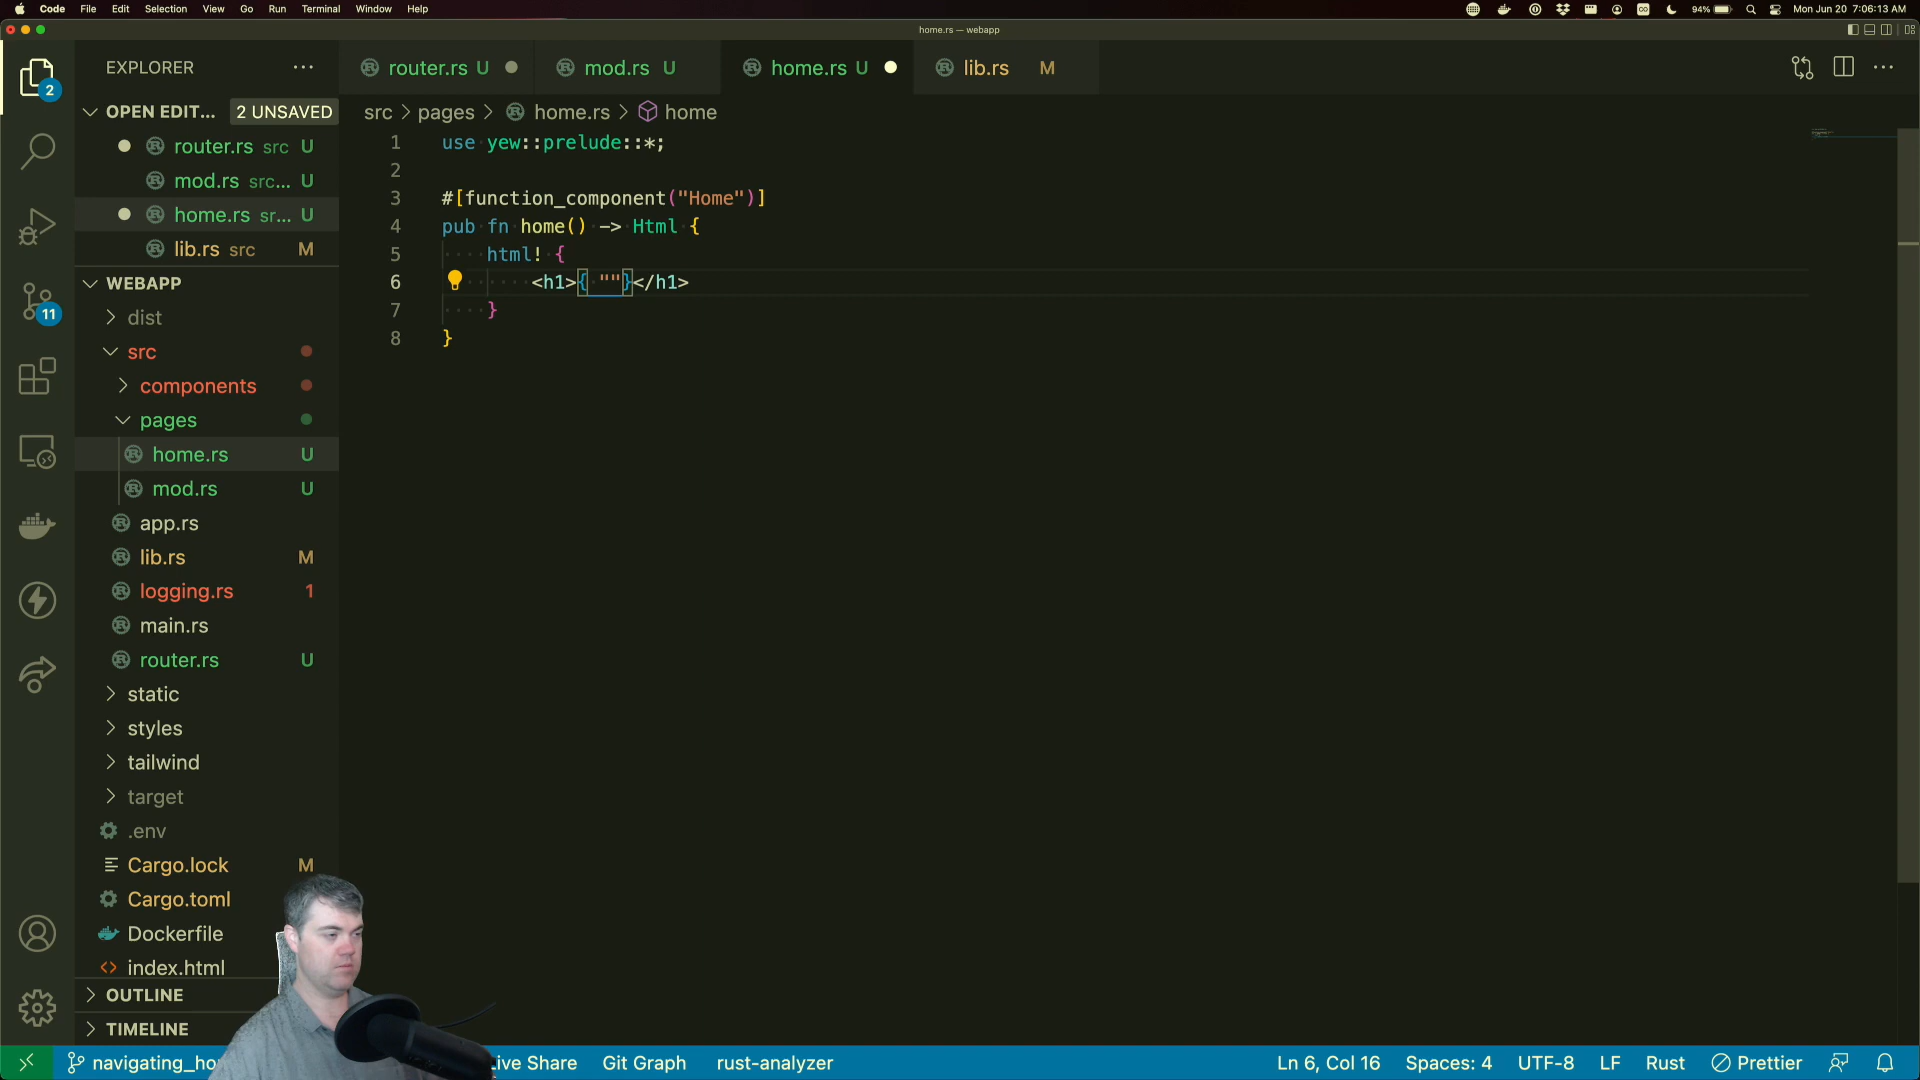 Code File Edit Selection View Go Run Terminal Window Help
94% Mon Jun 20 7:06:13 AM
home.rs — webapp
2
EXPLORER ···
router.rs U
mod.rs U
home.rs U
lib.rs M
···
OPEN EDIT... 2 UNSAVED
router.rs src U
mod.rs src... U
home.rs sr... U
lib.rs src M
src > pages > home.rs > home
1 use yew::prelude::*;
2
3 #[function_component("Home")]
4 pub fn home() -> Html {
5 html! {
6 <h1>{ ""}</h1>
7 }
8 }
11
WEBAPP
dist
src
components
pages
home.rs U
mod.rs U
app.rs
lib.rs M
logging.rs 1
main.rs
router.rs U
static
styles
tailwind
target
.env
Cargo.lock M
Cargo.toml
Dockerfile
index.html
OUTLINE
TIMELINE
navigating_ho
ive Share Git Graph rust-analyzer Ln 6, Col 16 Spaces: 4 UTF-8 LF Rust Prettier